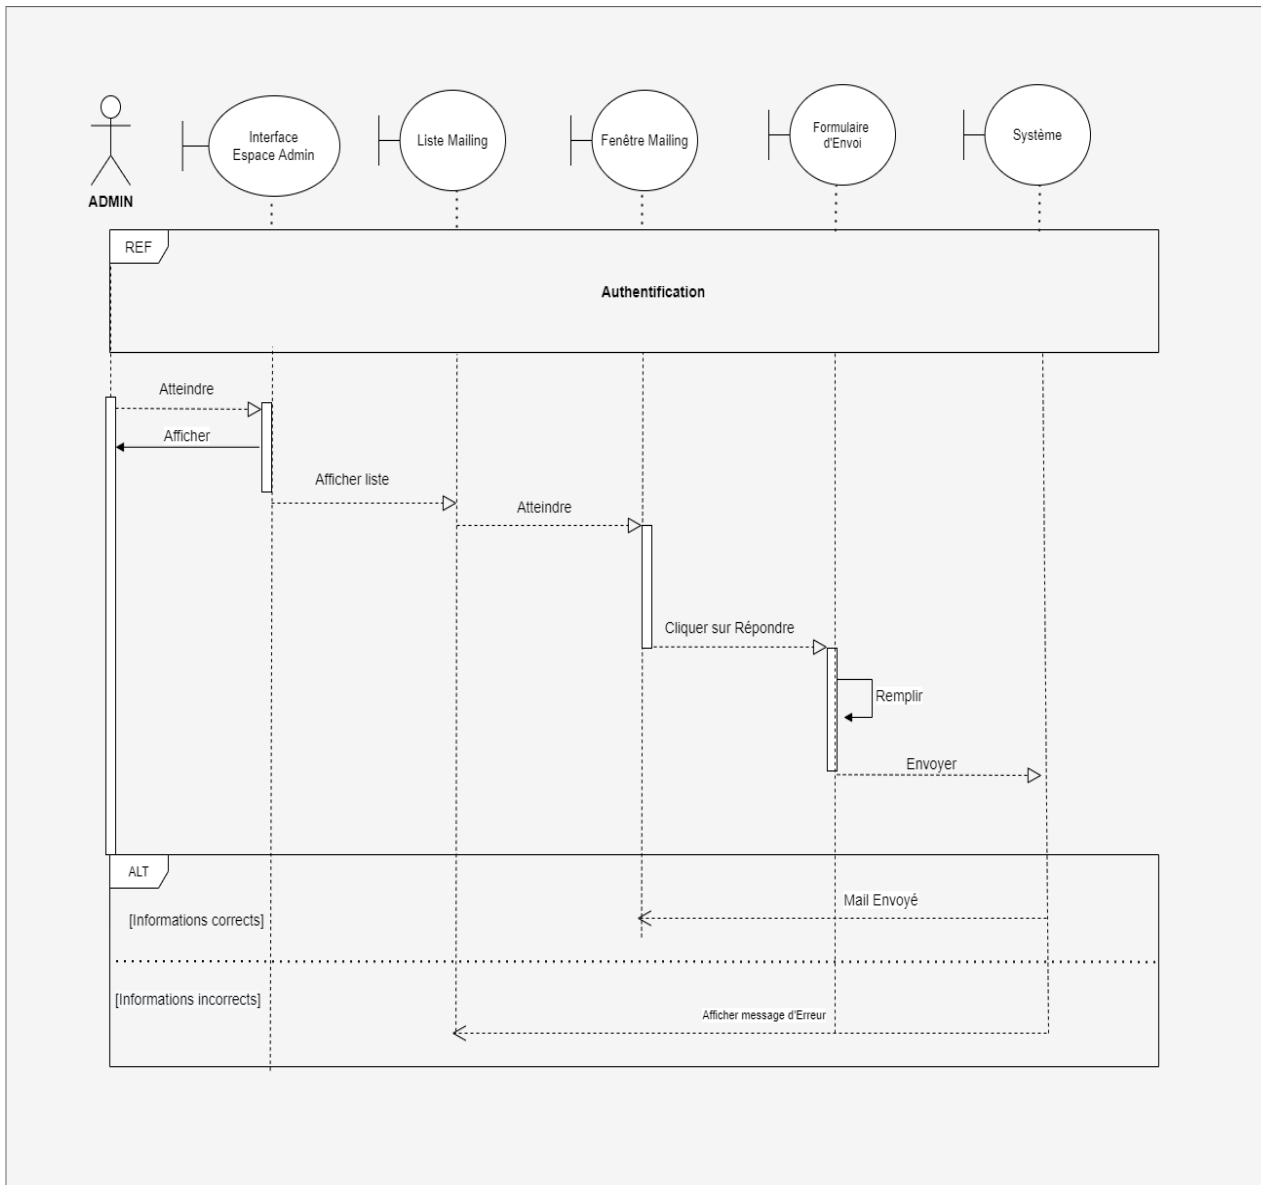 Interface
Espace Admin
Liste Mailing
Fenêtre Mailing
Formulaire
d'Envoi
Système
ADMIN
REF
Authentification
Atteindre
Afficher
Afficher liste
Atteindre
Cliquer sur Répondre
Remplir
Envoyer
ALT
Mail Envoyé
[Informations corrects]
[Informations incorrects]
Afficher message d'Erreur